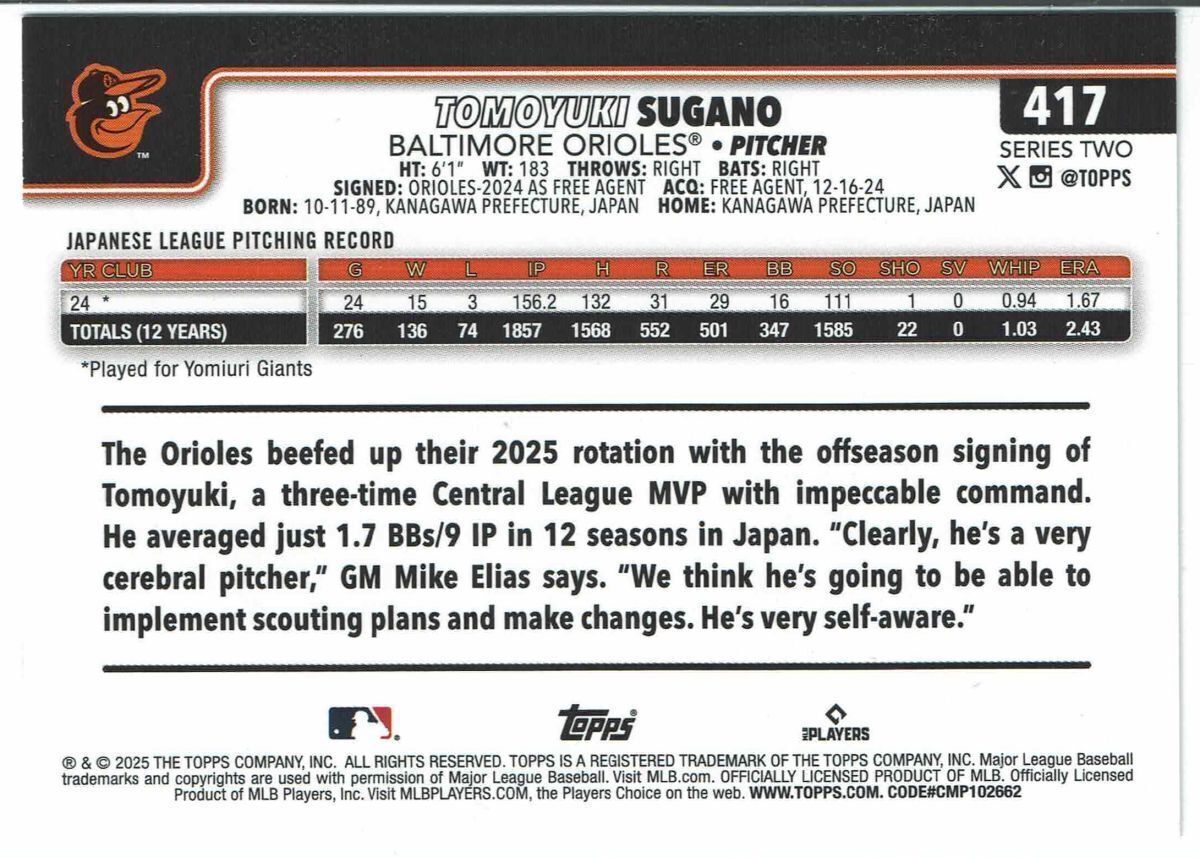 417
TOMOYUKI SUGANO
BALTIMORE ORIOLES® • PITCHER
SERIES TWO
HT: 6'1" WT: 183 THROWS: RIGHT BATS: RIGHT
@TOPPS
SIGNED: ORIOLES-2024 AS FREE AGENT ACQ: FREE AGENT, 12-16-24
BORN: 10-11-89, KANAGAWA PREFECTURE, JAPAN HOME: KANAGAWA PREFECTURE, JAPAN
TM
JAPANESE LEAGUE PITCHING RECORD
YR CLUB G W L IP H R ER BB SO SHO SV WHIP ERA
24 * 24 15 3 156.2 132 31 29 16 111 1 0 0.94 1.67
TOTALS (12 YEARS) 276 136 74 1857 1568 552 501 347 1585 22 0 1.03 2.43
*Played for Yomiuri Giants
The Orioles beefed up their 2025 rotation with the offseason signing of
Tomoyuki, a three-time Central League MVP with impeccable command.
He averaged just 1.7 BBs/9 IP in 12 seasons in Japan. "Clearly, he's a very
cerebral pitcher," GM Mike Elias says. "We think he's going to be able to
implement scouting plans and make changes. He's very self-aware."
Topps®
MLB PLAYERS
® & © 2025 THE TOPPS COMPANY, INC. ALL RIGHTS RESERVED. TOPPS IS A REGISTERED TRADEMARK OF THE TOPPS COMPANY, INC. Major League Baseball
trademarks and copyrights are used with permission of Major League Baseball. Visit MLB.com. OFFICIALLY LICENSED PRODUCT OF MLB. Officially Licensed
Product of MLB Players, Inc. Visit MLBPLAYERS.COM, the Players Choice on the web. WWW.TOPPS.COM. CODE#CMP102662